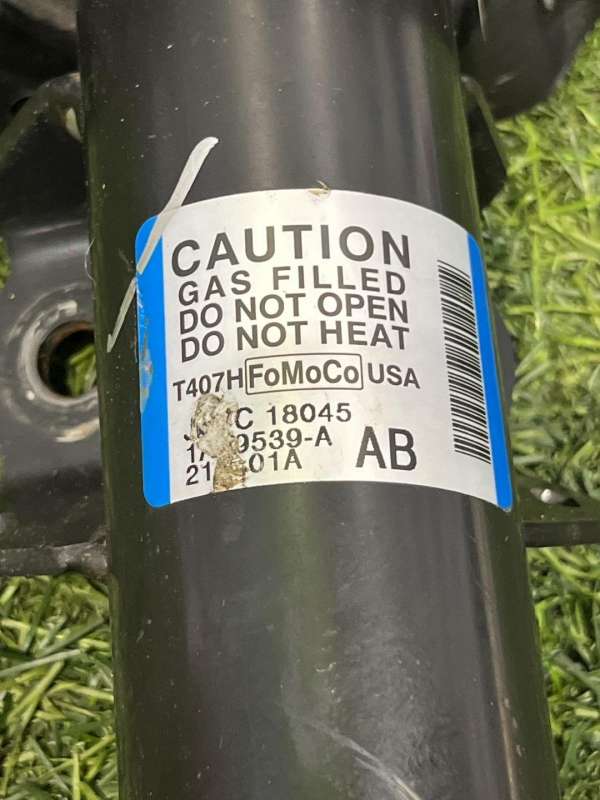 CAUTION
GAS FILLED
DO NOT OPEN
DO NOT HEAT
T407H FoMoCo USA
18045
AB